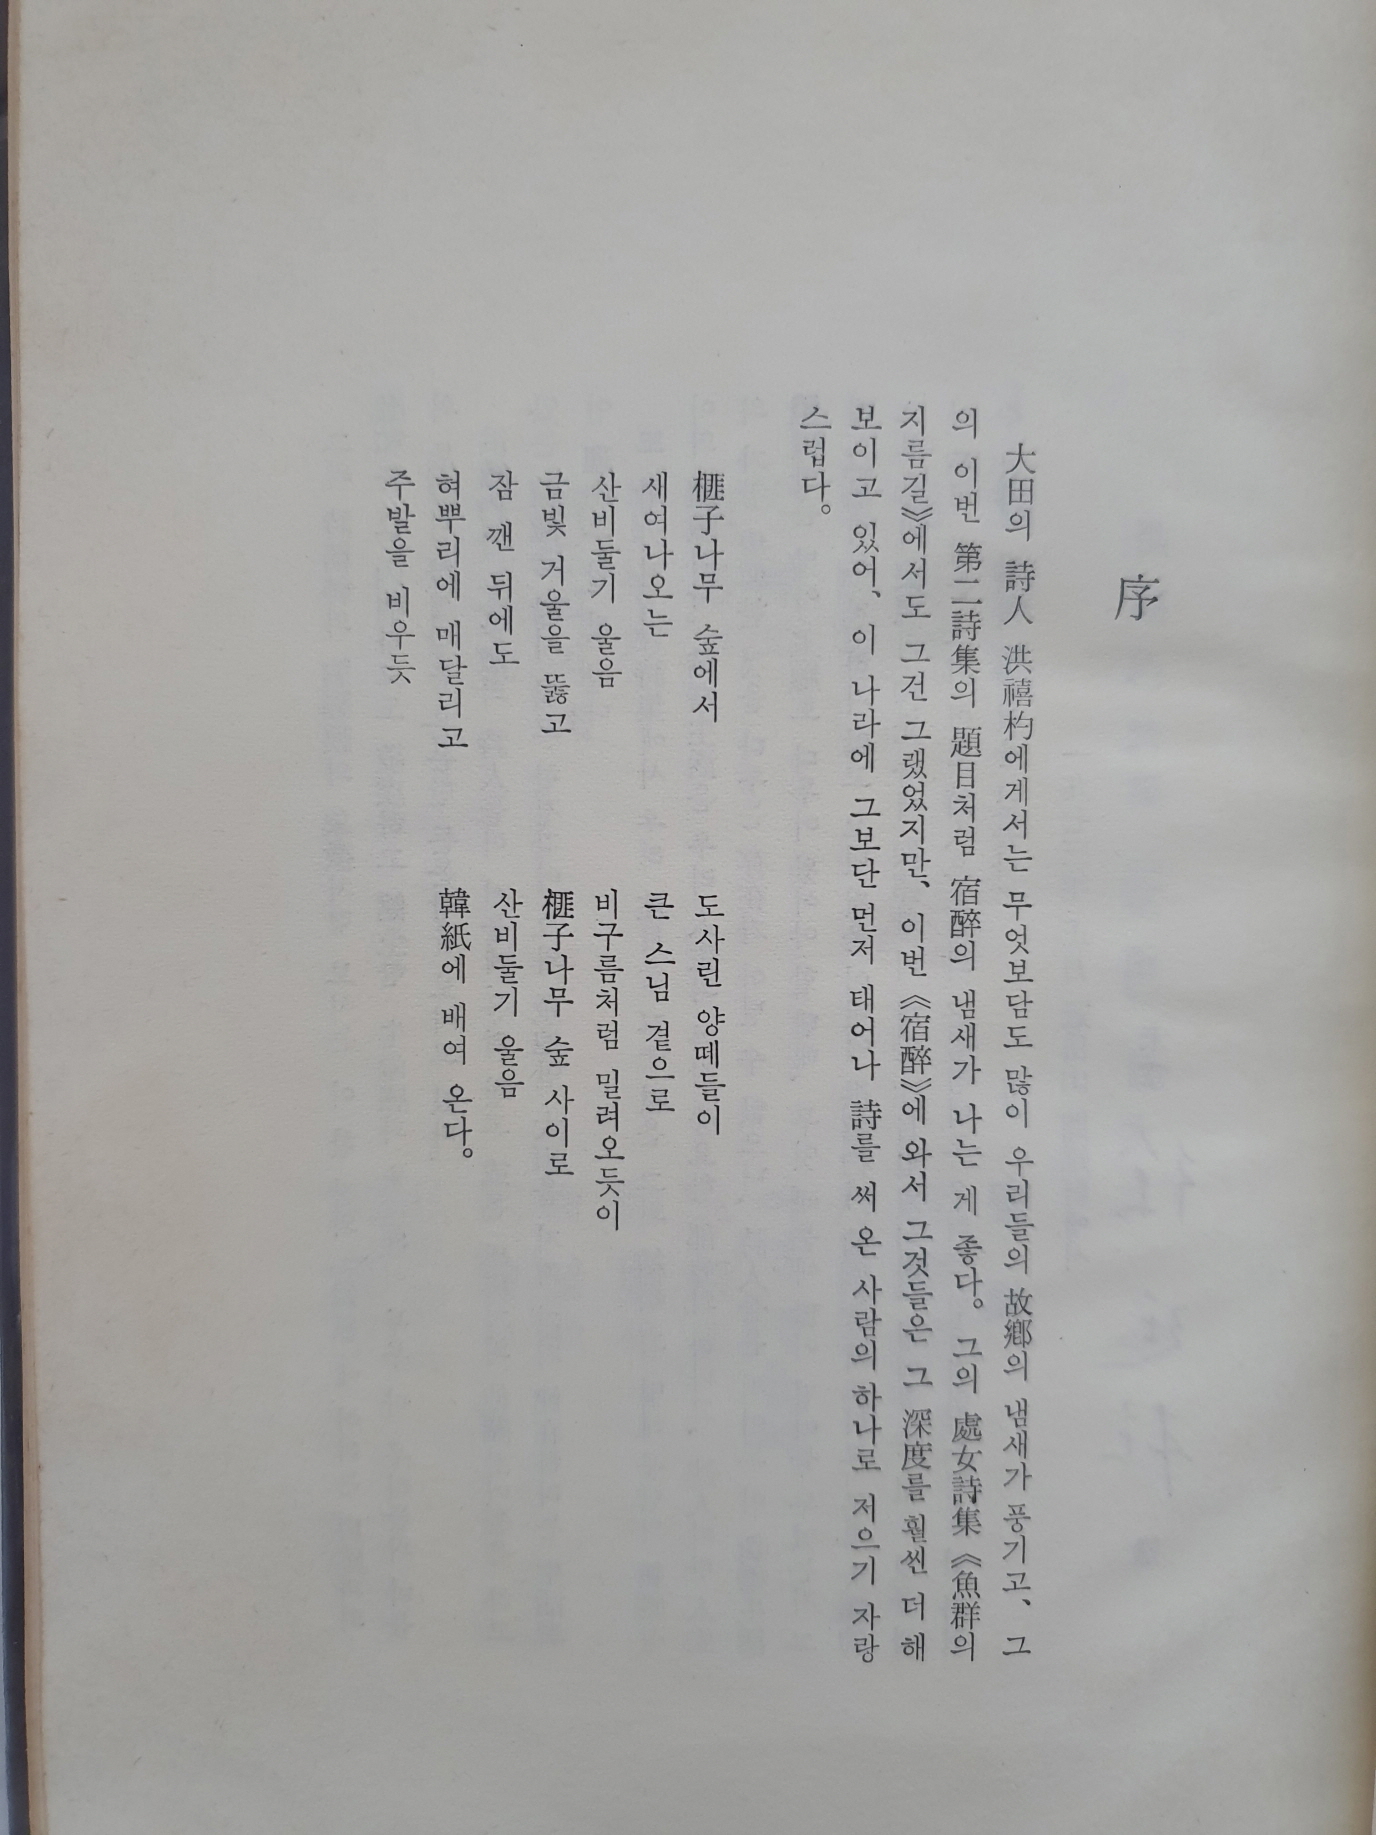 序
大田의 詩人 洪禧杓에게서는 무엇보담도 많이 우리들의 故鄕의 냄새가 풍기고、그
의 이번 第二詩集의 題目처럼 宿醉의 냄새가 나는 게 좋다。그의 處女詩集《魚群의
지름길》에서도 그건 그랬었지만、이번《宿醉》에 와서 그것들은 그 深度를 훨씬 더 해
보이고 있어、이 나라에 그보단 먼저 태어나 詩를 써 온 사람의 하나로 저으기 자랑
스럽다。
榧子나무 숲에서
새여나오는
산비둘기 울음
금빛 거울을 뚫고
잠 깬 뒤에도
혀뿌리에 매달리고
주발을 비우듯
도사린 양떼들이
큰 스님 곁으로
비구름처럼 밀려오듯이
榧子나무 숲 사이로
산비둘기 울음
韓紙에 배여 온다。